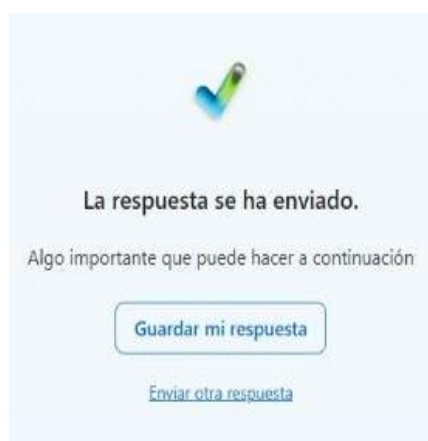 La respuesta se ha enviado.
Algo importante que puede hacer a continuación
Guardar mi respuesta
Enviar otra respuesta